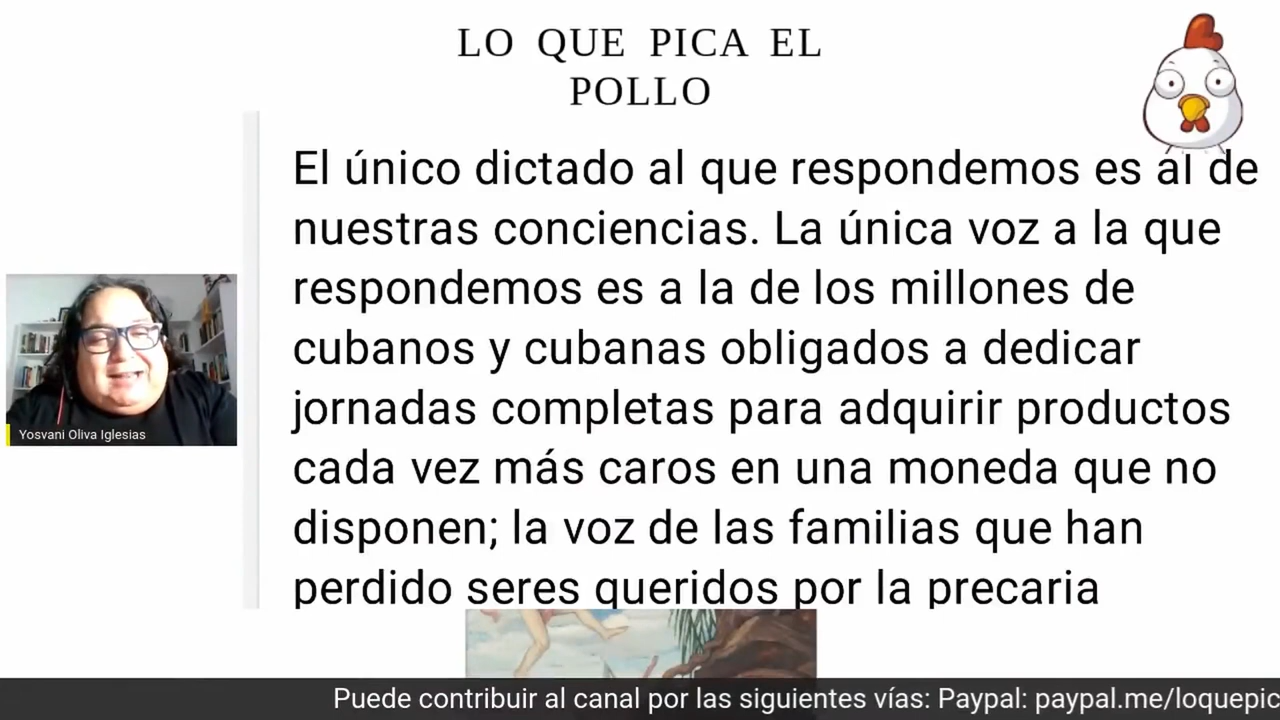 LO QUE PICA EL
POLLO
El único dictado al que respondemos es al de
nuestras conciencias. La única voz a la que
respondemos es a la de los millones de
cubanos y cubanas obligados a dedicar
jornadas completas para adquirir productos
cada vez más caros en una moneda que no
disponen; la voz de las familias que han
perdido seres queridos por la precaria
Yosvani Oliva Iglesias
Puede contribuir al canal por las siguientes vías: Paypal: paypal.me/loquepic